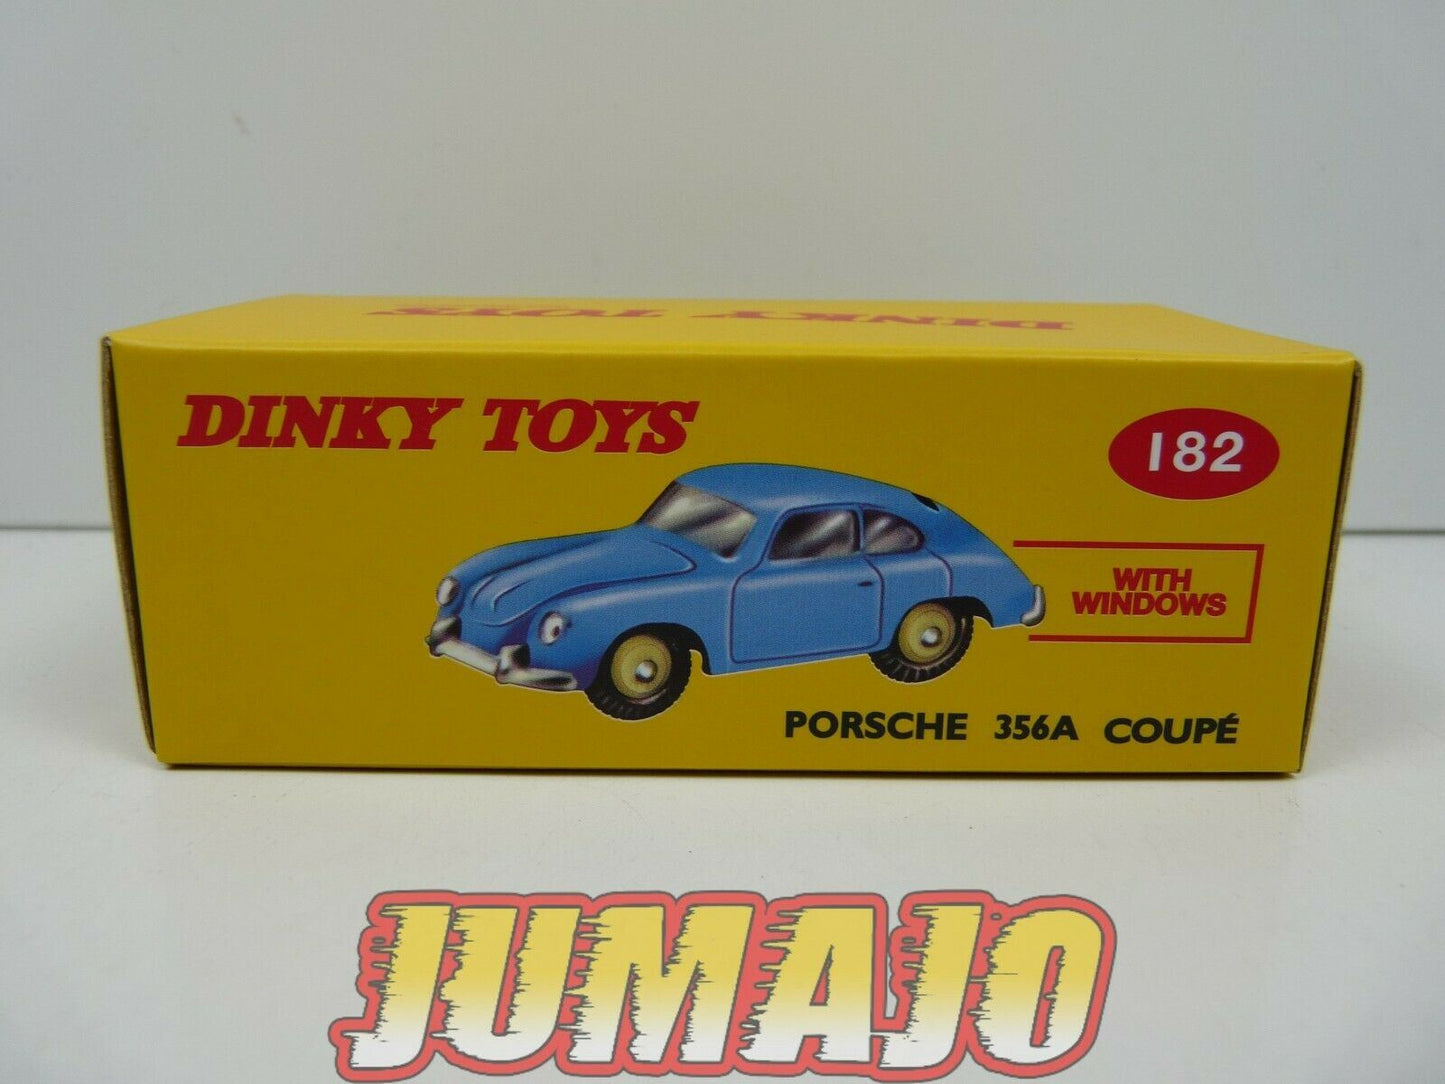 DINKY TOYS
DINKY TOYS
182
WITH
WINDOWS
PORSCHE 356A COUPÉ
JUMAJO